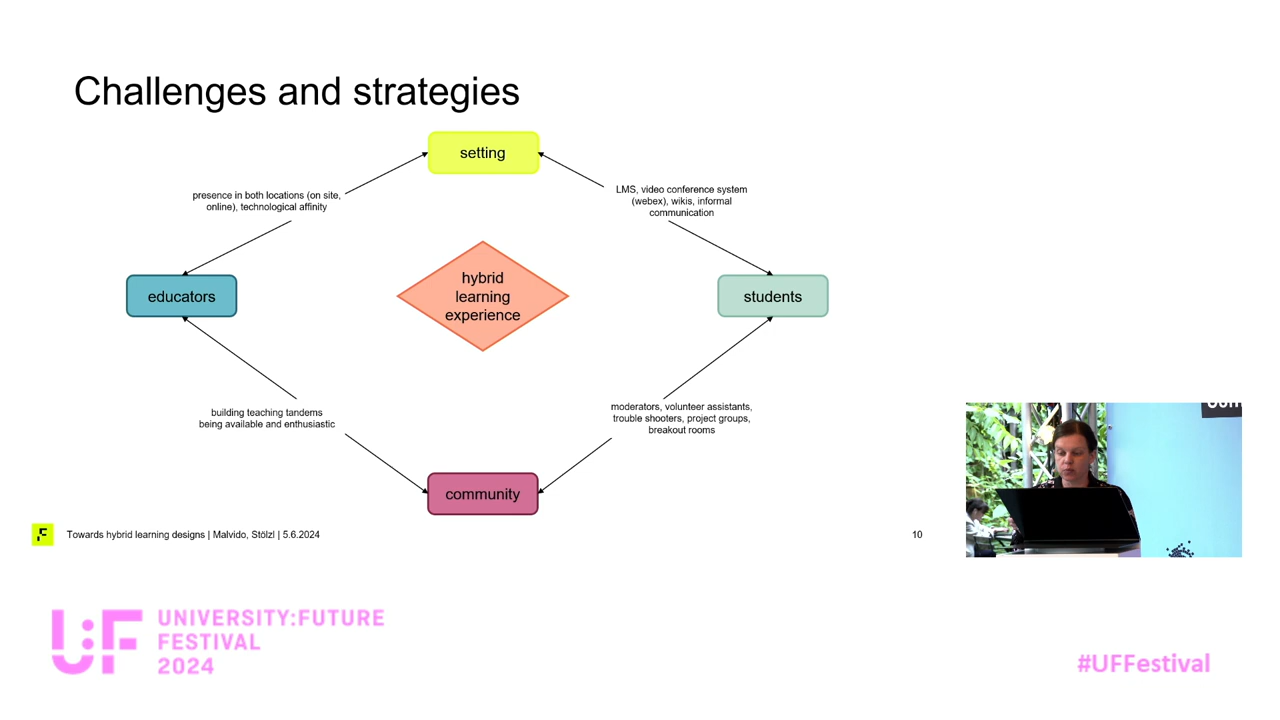 Challenges and strategies
setting
presence in both locations (on site,
online), technological affinity
LMS, video conference system
(webex), wikis, informal
communication
educators
hybrid
learning
experience
students
building teaching tandems
being available and enthusiastic
moderators, volunteer assistants,
trouble shooters, project groups,
breakout rooms
community
Towards hybrid learning designs | Malvido, Stölzl | 5.6.2024
10
U:F
UNIVERSITY:FUTURE
FESTIVAL
2024
#UFFestival